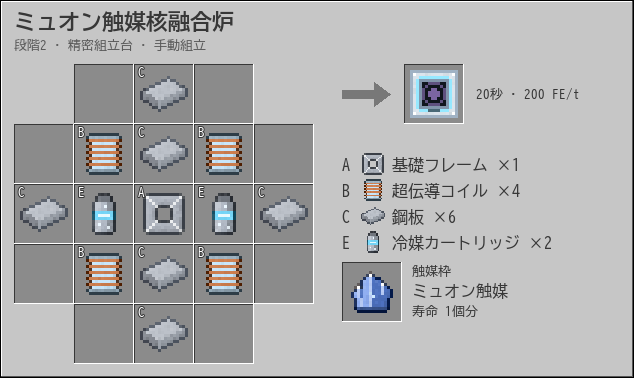 ミュオン触媒核融合炉
段階2 · 精密組立台 · 手動組立
C
B C B
C E A E C
B C B
C
20秒 · 200 FE/t
A 基礎フレーム ×1
B 超伝導コイル ×4
C 鋼板 ×6
E 冷媒カートリッジ ×2
触媒枠
ミュオン触媒
寿命 1個分